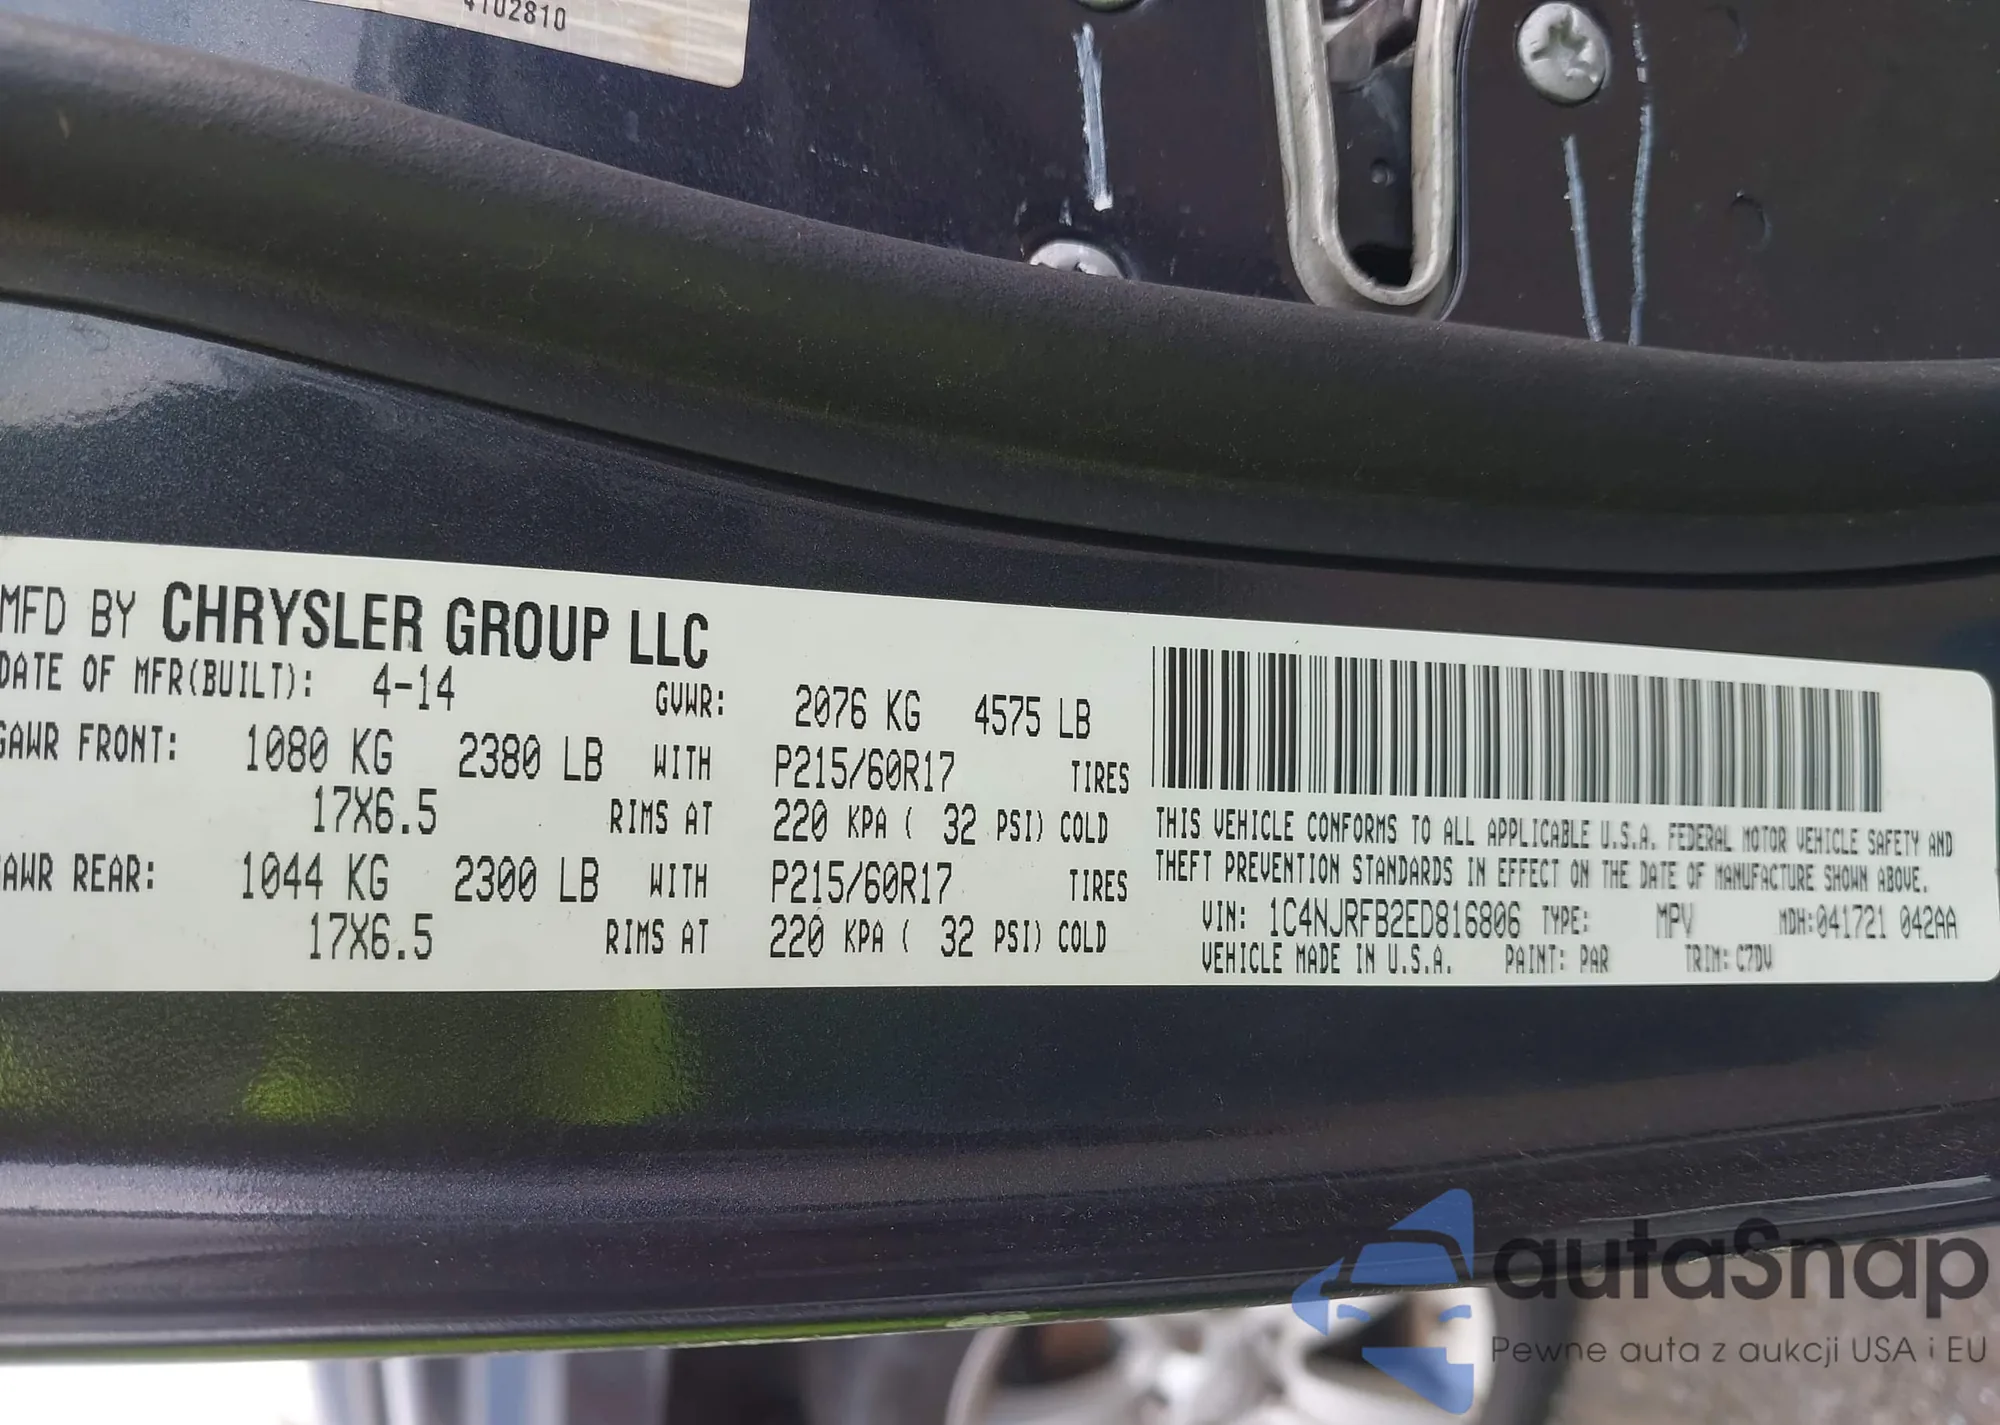 4102810
MFD BY CHRYSLER GROUP LLC
DATE OF MFR(BUILT): 4-14 GVWR: 2076 KG 4575 LB
GAWR FRONT: 1080 KG 2380 LB WITH P215/60R17 TIRES
17X6.5 RIMS AT 220 KPA ( 32 PSI) COLD
AWR REAR: 1044 KG 2300 LB WITH P215/60R17 TIRES
17X6.5 RIMS AT 220 KPA ( 32 PSI) COLD
THIS VEHICLE CONFORMS TO ALL APPLICABLE U.S.A. FEDERAL MOTOR VEHICLE SAFETY AND
THEFT PREVENTION STANDARDS IN EFFECT ON THE DATE OF MANUFACTURE SHOWN ABOVE.
VIN: 1C4NJRFB2ED816806 TYPE: MPV MDH:041721 042AA
VEHICLE MADE IN U.S.A. PAINT: PAR TRIM: C7DV
autaSnap
Pewne auta z aukcji USA i EU